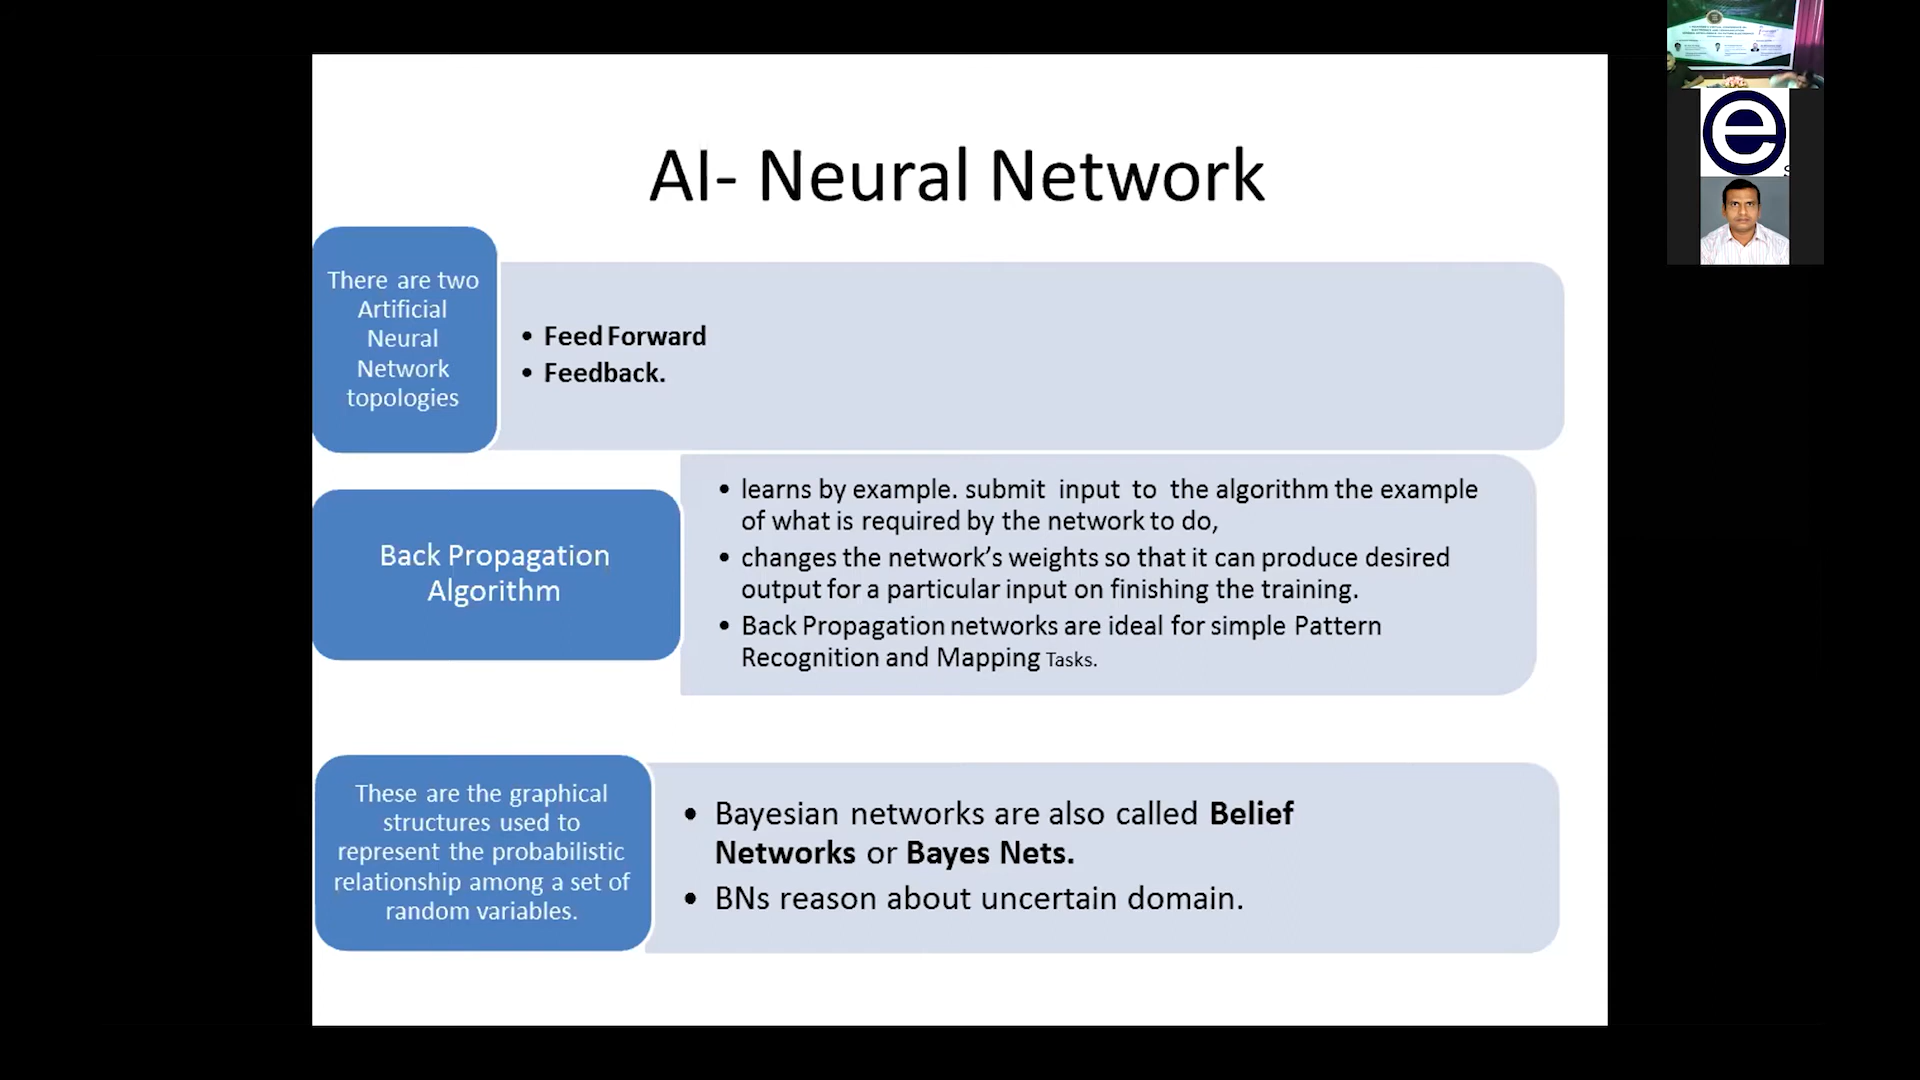 AI- Neural Network
There are two
Artificial
Neural
Network
topologies
• Feed Forward
• Feedback.
Back Propagation
Algorithm
• learns by example. submit input to the algorithm the example
of what is required by the network to do,
• changes the network's weights so that it can produce desired
output for a particular input on finishing the training.
• Back Propagation networks are ideal for simple Pattern
Recognition and Mapping Tasks.
These are the graphical
structures used to
represent the probabilistic
relationship among a set of
random variables.
• Bayesian networks are also called Belief
Networks or Bayes Nets.
• BNs reason about uncertain domain.
e